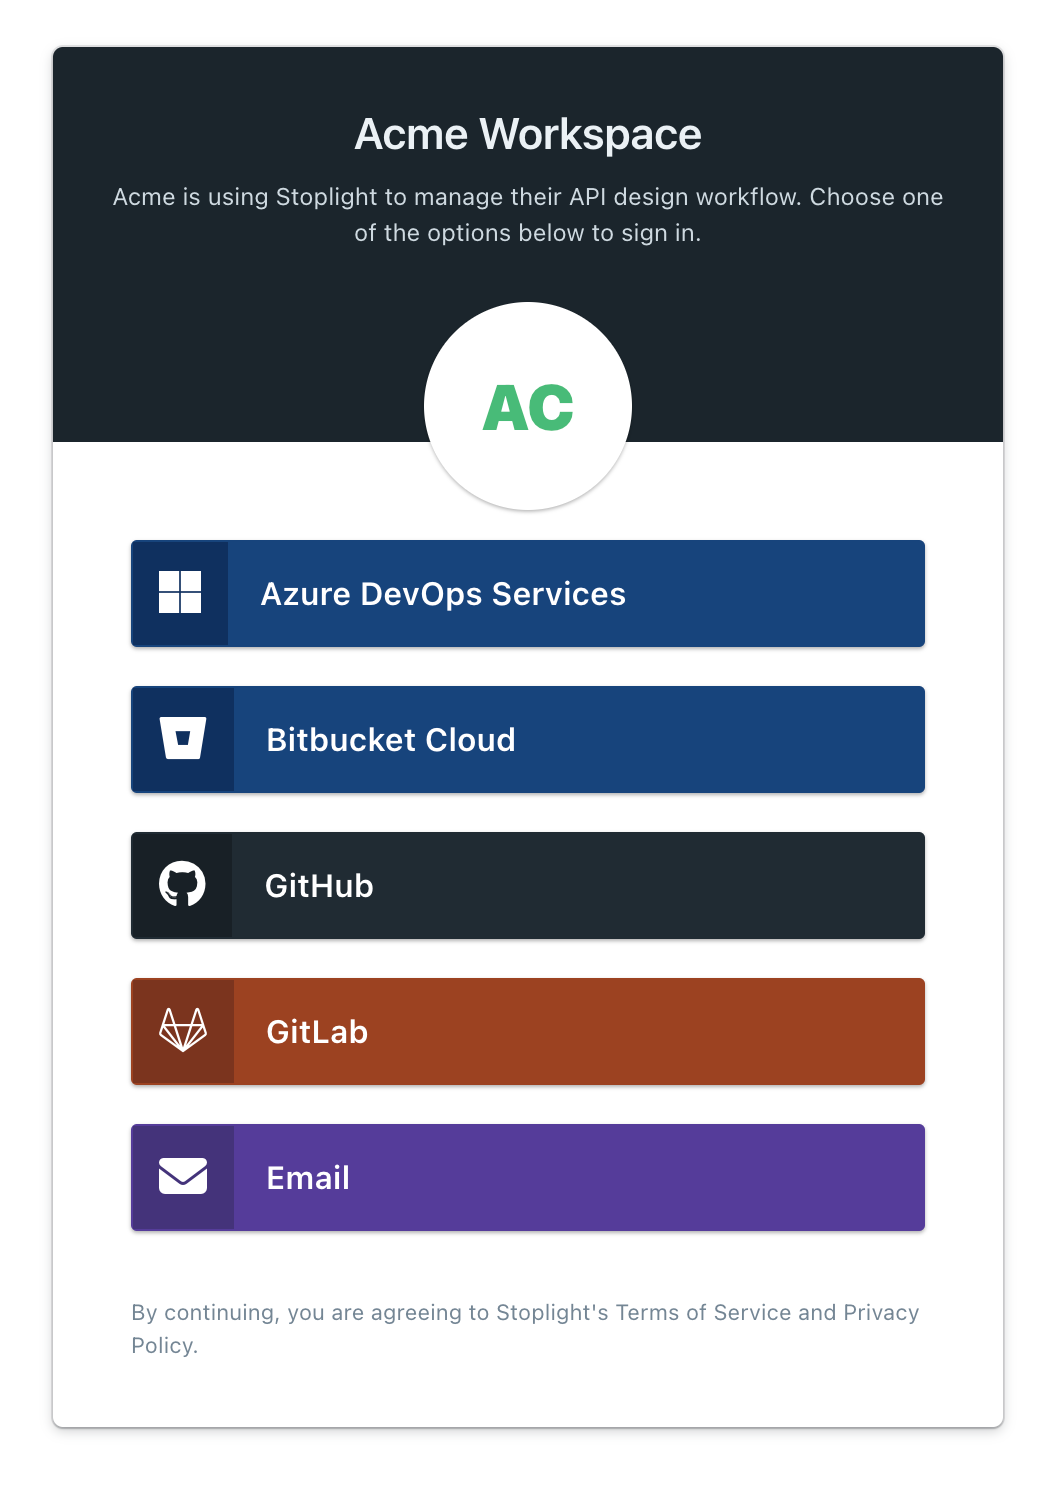 Acme Workspace
Acme is using Stoplight to manage their API design workflow. Choose one
of the options below to sign in.
AC
Azure DevOps Services
Bitbucket Cloud
GitHub
GitLab
Email
By continuing, you are agreeing to Stoplight's Terms of Service and Privacy
Policy.